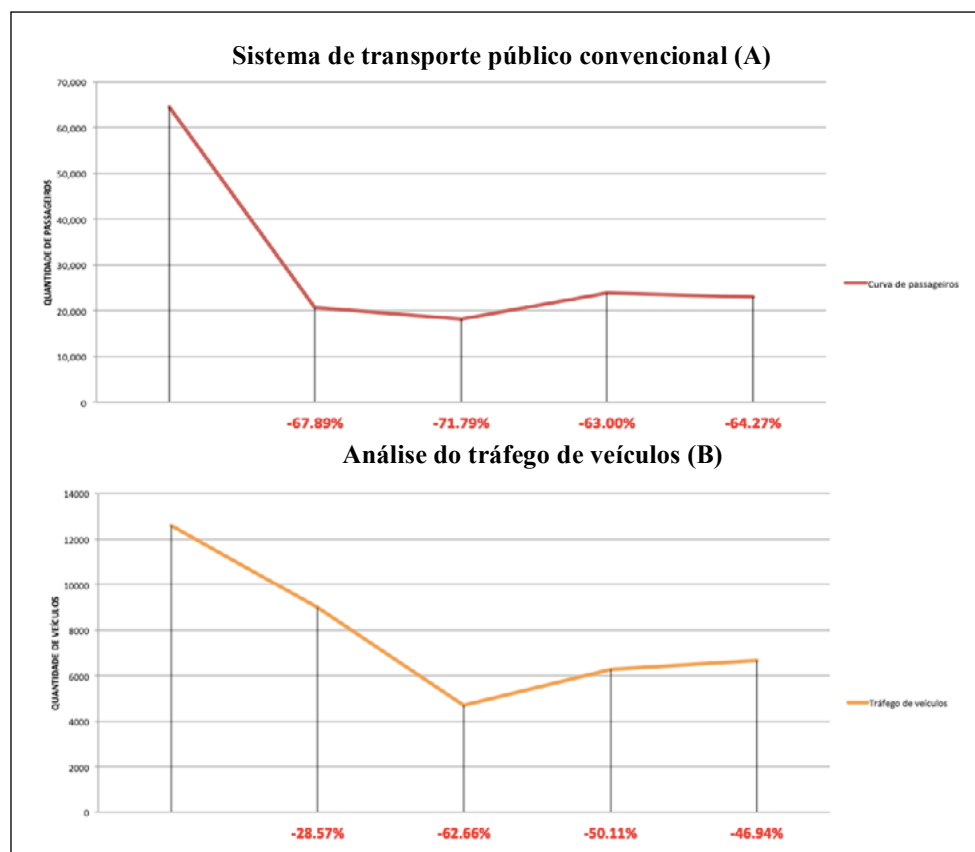 Sistema de transporte público convencional (A)
70,000
60,000
50,000
40,000
30,000
20,000
10,000
0
QUANTIDADE DE PASSAGEIROS
Curva de passageiros
-67.89% -71.79% -63.00% -64.27%
Análise do tráfego de veículos (B)
14000
12000
10000
8000
6000
4000
2000
0
QUANTIDADE DE VEÍCULOS
Tráfego de veículos
-28.57% -62.66% -50.11% -46.94%